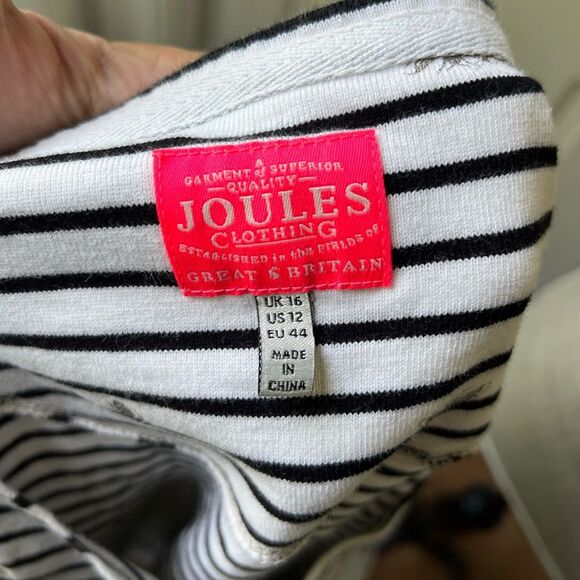 A
GARMENT of SUPERIOR
QUALITY
JOULES
CLOTHING
ESTABLISHED in the FIELDS of
GREAT BRITAIN
UK 16
US 12
EU 44
MADE
IN
CHINA